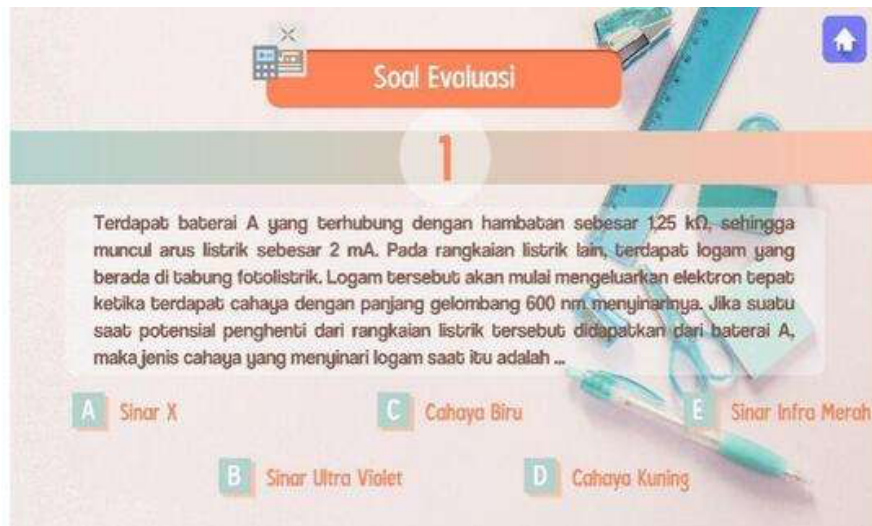 Soal Evaluasi
1
Terdapat baterai A yang terhubung dengan hambatan sebesar 1,25 kΩ, sehingga
muncul arus listrik sebesar 2 mA. Pada rangkaian listrik lain, terdapat logam yang
berada di tabung fotolistrik. Logam tersebut akan mulai mengeluarkan elektron tepat
ketika terdapat cahaya dengan panjang gelombang 600 nm menyinarinya. Jika suatu
saat potensial penghenti dari rangkaian listrik tersebut didapatkan dari baterai A,
maka jenis cahaya yang menyinari logam saat itu adalah ...
A Sinar X
C Cahaya Biru
E Sinar Infra Merah
B Sinar Ultra Violet
D Cahaya Kuning